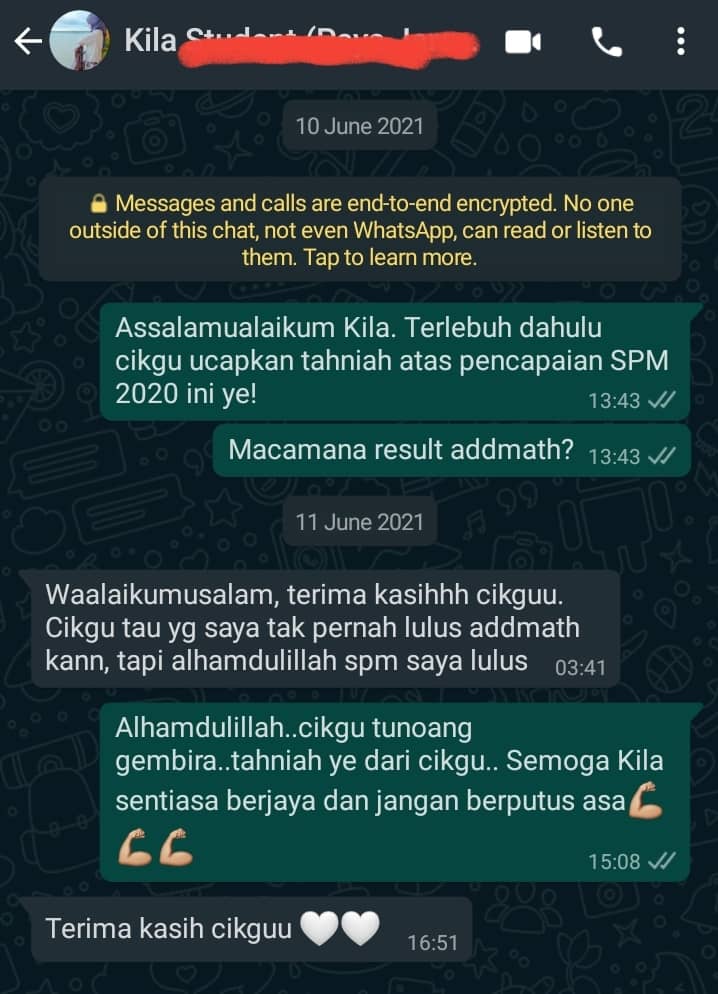 Kila
10 June 2021
Messages and calls are end-to-end encrypted. No one
outside of this chat, not even WhatsApp, can read or listen to
them. Tap to learn more.
Assalamualaikum Kila. Terlebuh dahulu
cikgu ucapkan tahniah atas pencapaian SPM
2020 ini ye!
13:43
Macamana result addmath? 13:43
11 June 2021
Waalaikumusalam, terima kasihhh cikguu.
Cikgu tau yg saya tak pernah lulus addmath
kann, tapi alhamdulillah spm saya lulus 03:41
Alhamdulillah..cikgu tunoang
gembira..tahniah ye dari cikgu.. Semoga Kila
sentiasa berjaya dan jangan berputus asa💪🏼
💪🏼💪🏼
15:08
Terima kasih cikguu 🤍🤍 16:51